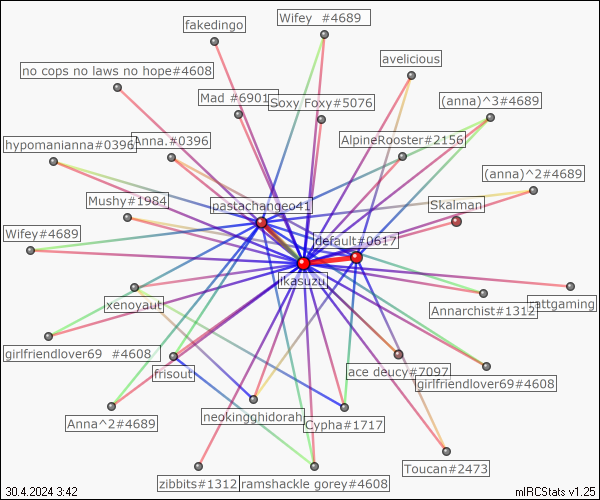 Wifey #4689
fakedingo
avelicious
no cops no laws no hope#4608
Mad #6901
Soxy Foxy#5076
(anna)^3#4689
hypomanianna#0396
Anna.#0396
AlpineRooster#2156
(anna)^2#4689
Mushy#1984
pastachangeo41
Skalman
Wifey#4689
jdefault#0617
ikasuzu
xenoyaut
Annarchist#1312
rattgaming
girlfriendlover69 #4608
frisout
ace deucy#7097
girlfriendlover69#4608
Anna^2#4689
neokingghidorah
Cypha#1717
Toucan#2473
zibbits#1312
ramshackle gorey#4608
30.4.2024 3:42
mIRCStats v1.25